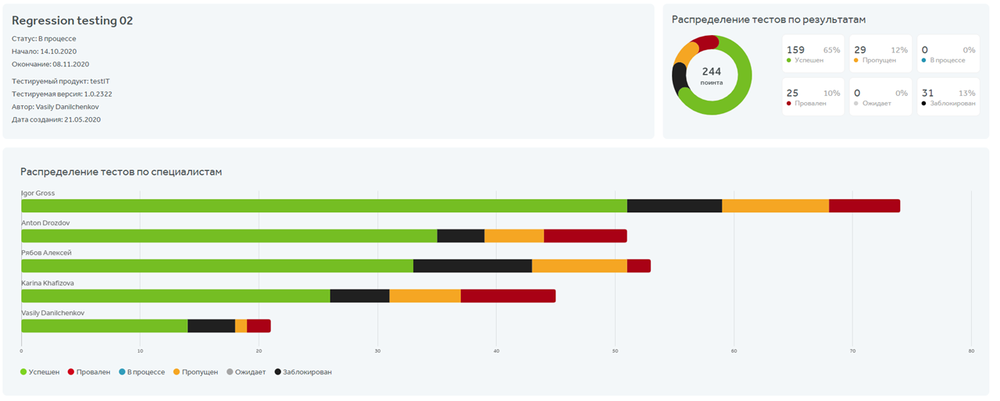 Regression testing 02
Статус: В процессе
Начало: 14.10.2020
Окончание: 08.11.2020
Тестируемый продукт: testIT
Тестируемая версия: 1.0.2322
Автор: Vasily Danilchenkov
Дата создания: 21.05.2020
Распределение тестов по результатам
244
поинта
159 65%
Успешен
29 12%
Пропущен
0 0%
В процессе
25 10%
Провален
0 0%
Ожидает
31 13%
Заблокирован
Распределение тестов по специалистам
Igor Gross
Anton Drozdov
Рябов Алексей
Karina Khafizova
Vasily Danilchenkov
0 10 20 30 40 50 60 70 80
Успешен Провален В процессе Пропущен Ожидает Заблокирован